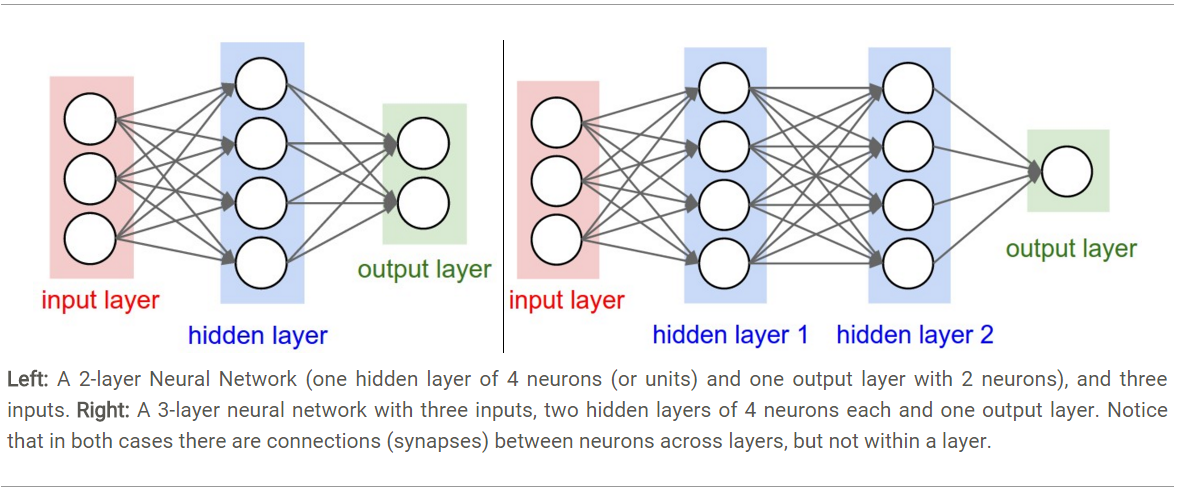 input layer
hidden layer
output layer
input layer
hidden layer 1
hidden layer 2
output layer
Left: A 2-layer Neural Network (one hidden layer of 4 neurons (or units) and one output layer with 2 neurons), and three
inputs. Right: A 3-layer neural network with three inputs, two hidden layers of 4 neurons each and one output layer. Notice
that in both cases there are connections (synapses) between neurons across layers, but not within a layer.